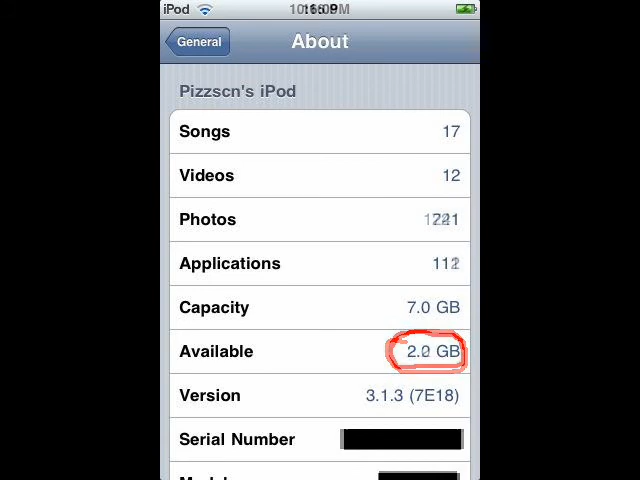 iPod
General
About
Pizzscn's iPod
Songs 17
Videos 12
Photos
Applications
Capacity 7.0 GB
Available GB
Version 3.1.3 (7E18)
Serial Number